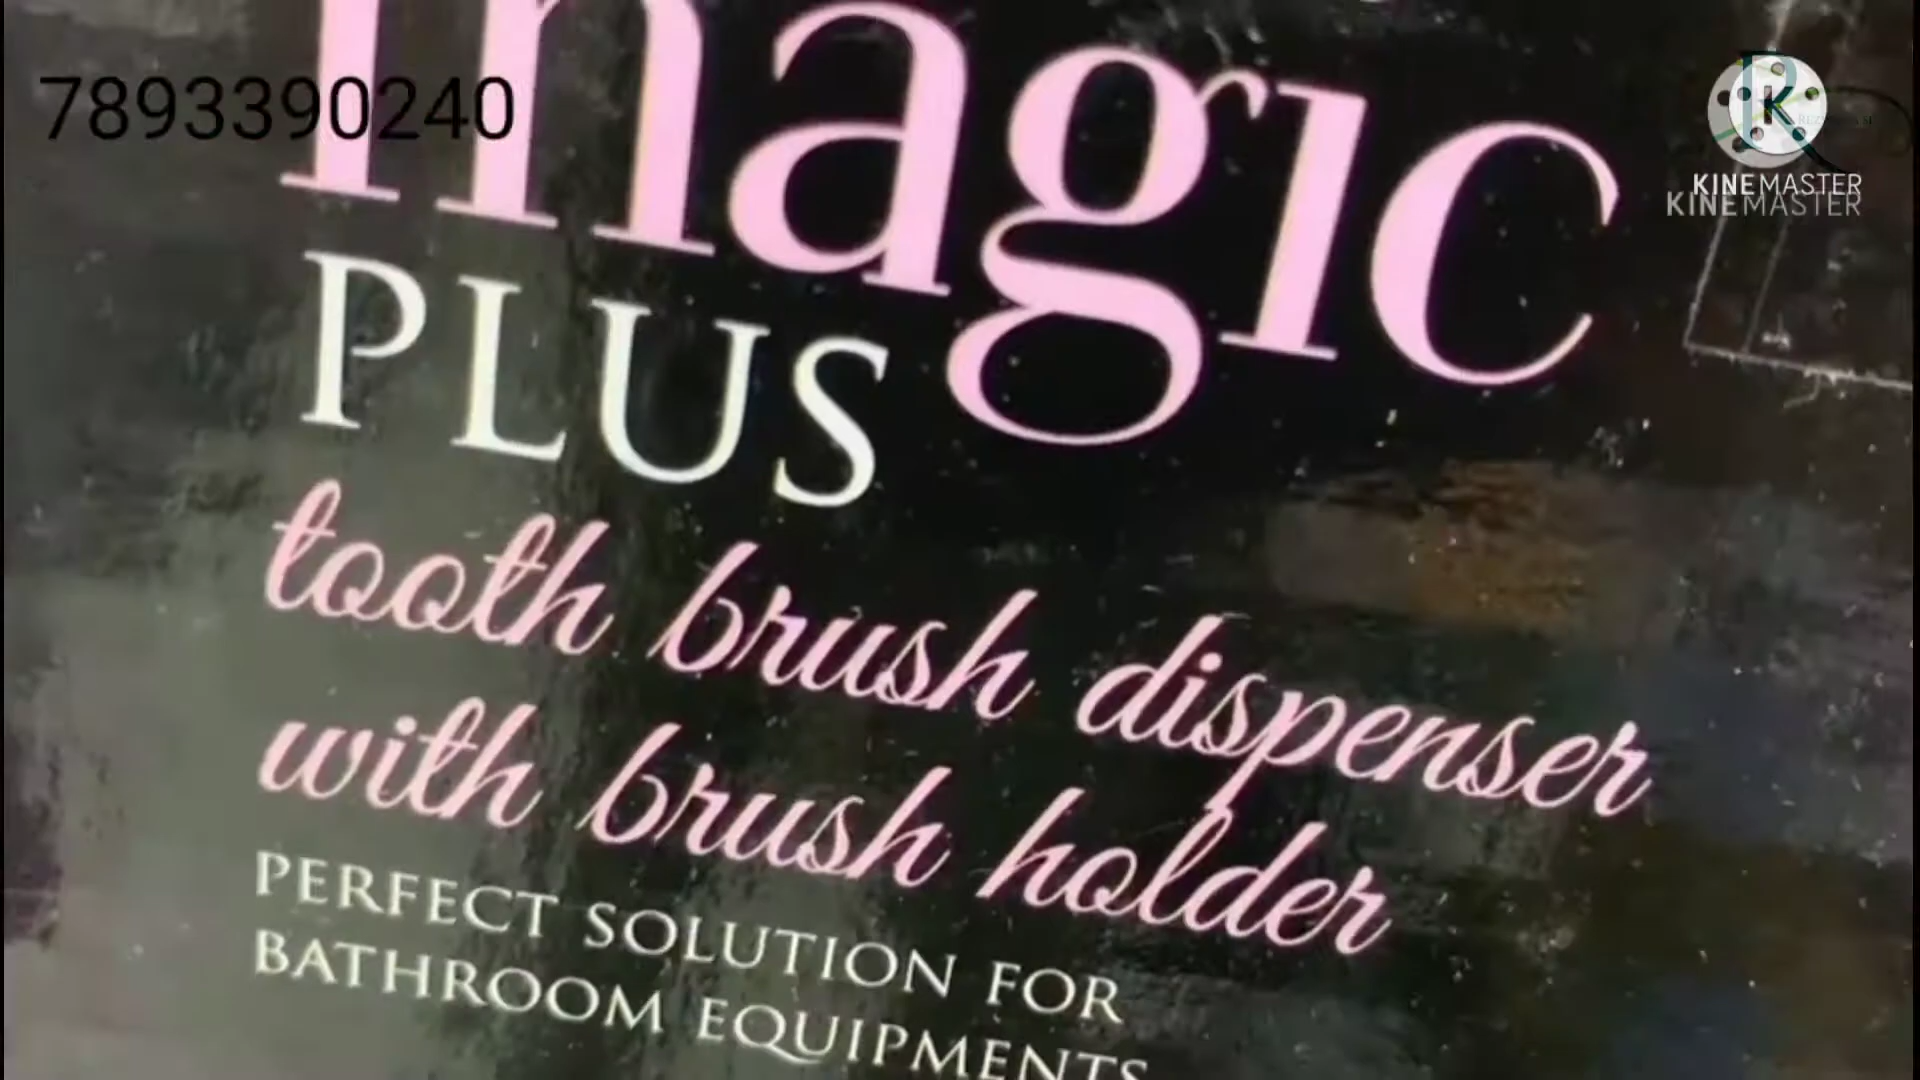 7893390240
magic
PLUS
tooth brush dispenser
with brush holder
PERFECT SOLUTION FOR
BATHROOM EQUIPMENTS
KINEMASTER
KINEMASTER